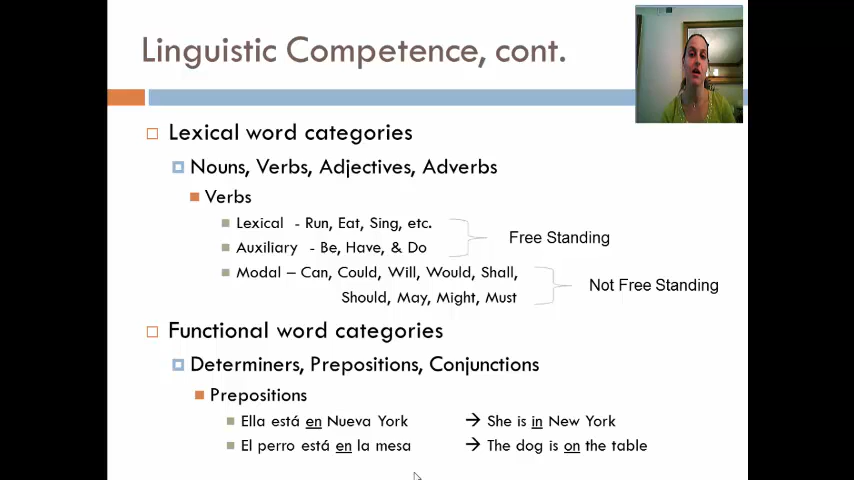 Linguistic Competence, cont.
Lexical word categories
Nouns, Verbs, Adjectives, Adverbs
Verbs
Lexical - Run, Eat, Sing, etc.
Auxiliary - Be, Have, & Do
Free Standing
Modal – Can, Could, Will, Would, Shall,
Should, May, Might, Must
Not Free Standing
Functional word categories
Determiners, Prepositions, Conjunctions
Prepositions
Ella está en Nueva York → She is in New York
El perro está en la mesa → The dog is on the table